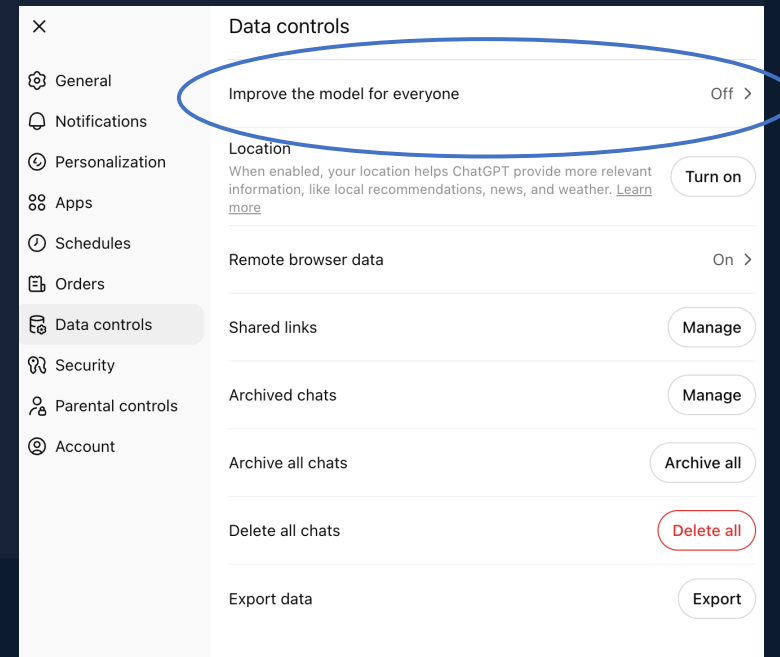 Data controls
General
Notifications
Personalization
Apps
Schedules
Orders
Data controls
Security
Parental controls
Account
Improve the model for everyone
Off
Location
When enabled, your location helps ChatGPT provide more relevant
information, like local recommendations, news, and weather. Learn
more
Turn on
Remote browser data
On
Shared links
Manage
Archived chats
Manage
Archive all chats
Archive all
Delete all chats
Delete all
Export data
Export